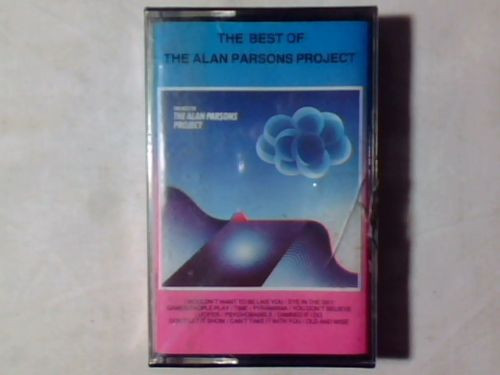 THE BEST OF
THE ALAN PARSONS PROJECT
THE BEST OF
THE ALAN PARSONS
PROJECT
I WOULDN'T WANT TO BE LIKE YOU / EYE IN THE SKY
GAMES PEOPLE PLAY / TIME / PYRAMANIA / YOU DON'T BELIEVE
LUCIFER / PSYCHOBABBLE / DAMNED IF I DO
DON'T LET IT SHOW / CAN'T TAKE IT WITH YOU / OLD AND WISE